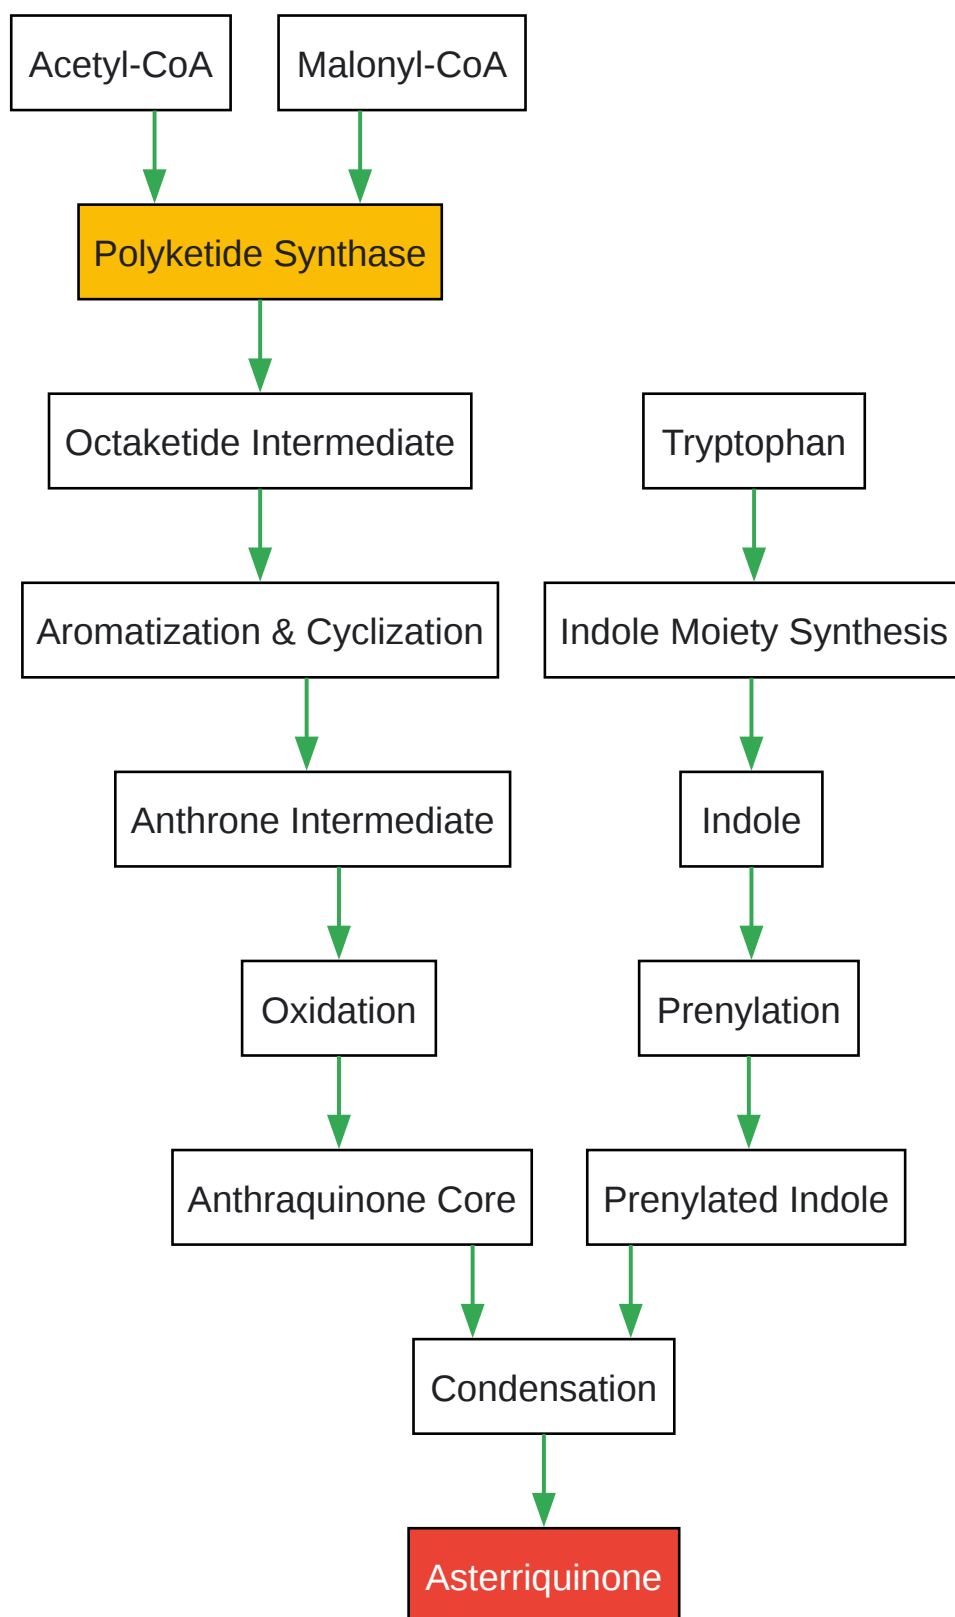 Acetyl-CoA
Malonyl-CoA
Polyketide Synthase
Octaketide Intermediate
Tryptophan
Aromatization & Cyclization
Indole Moiety Synthesis
Anthrone Intermediate
Indole
Oxidation
Prenylation
Anthraquinone Core
Prenylated Indole
Condensation
Asterriquinone